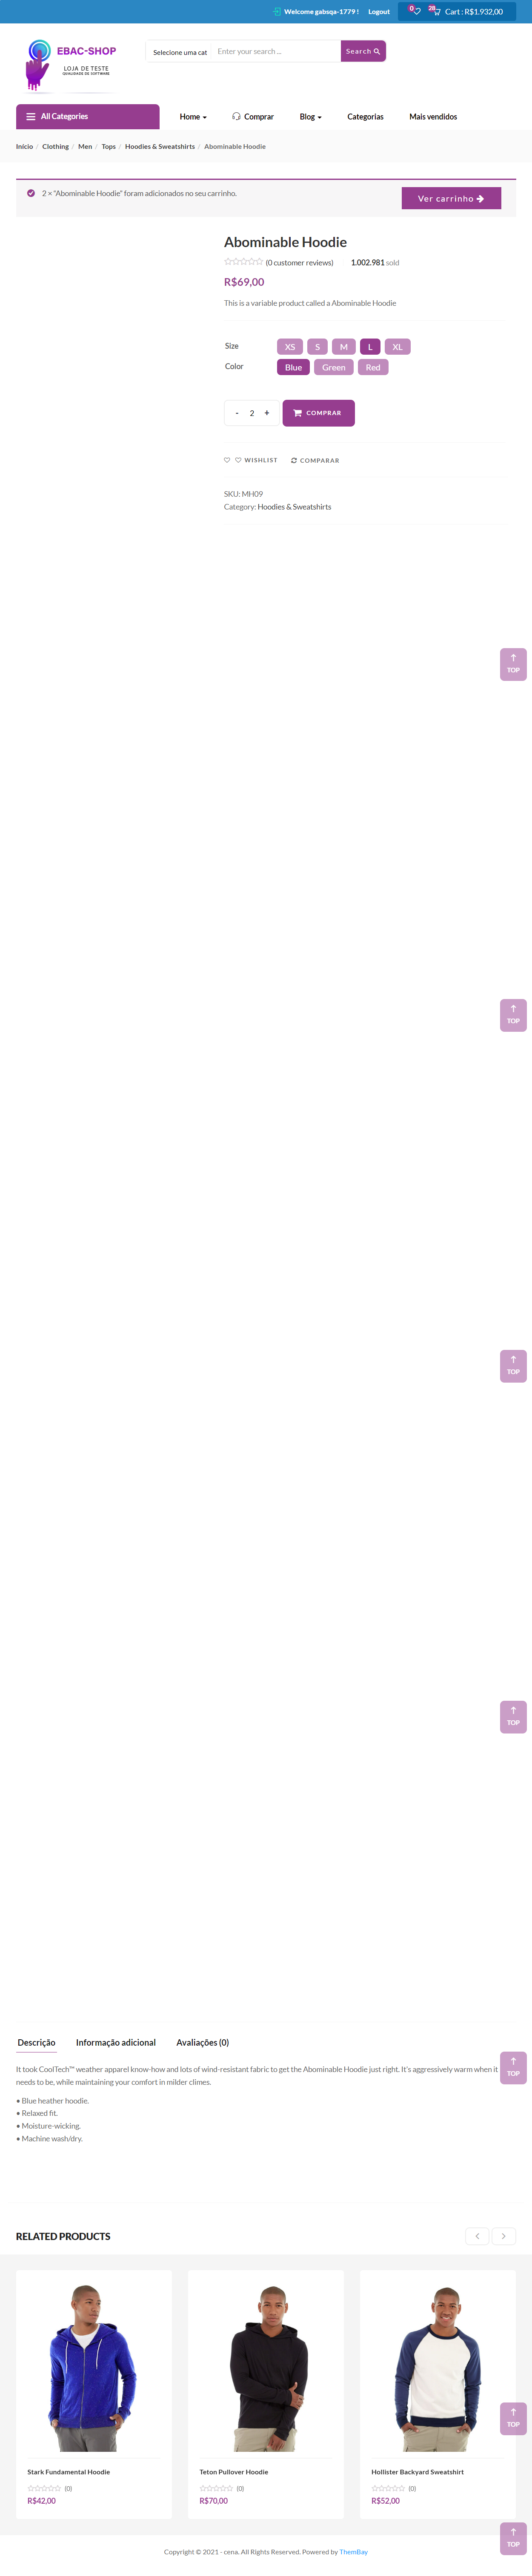 Welcome gabsqa-1779 !
Logout
0
28
Cart : R$1.932,00
EBAC-SHOP
LOJA DE TESTE
QUALIDADE DE SOFTWARE
Selecione uma cat
Enter your search ...
Search
All Categories
Home
Comprar
Blog
Categorias
Mais vendidos
Início / Clothing / Men / Tops / Hoodies & Sweatshirts / Abominable Hoodie
2 × "Abominable Hoodie" foram adicionados no seu carrinho.
Ver carrinho
Abominable Hoodie
(0 customer reviews)
1.002.981 sold
R$69,00
This is a variable product called a Abominable Hoodie
Size
XS
S
M
L
XL
Color
Blue
Green
Red
- 2 +
COMPRAR
WISHLIST
COMPARAR
SKU: MH09
Category: Hoodies & Sweatshirts
TOP
TOP
TOP
TOP
Descrição
Informação adicional
Avaliações (0)
It took CoolTech™ weather apparel know-how and lots of wind-resistant fabric to get the Abominable Hoodie just right. It's aggressively warm when it
needs to be, while maintaining your comfort in milder climes.
TOP
• Blue heather hoodie.
• Relaxed fit.
• Moisture-wicking.
• Machine wash/dry.
RELATED PRODUCTS
TOP
Stark Fundamental Hoodie
(0)
R$42,00
Teton Pullover Hoodie
(0)
R$70,00
Hollister Backyard Sweatshirt
(0)
R$52,00
TOP
Copyright © 2021 - cena. All Rights Reserved. Powered by ThemBay